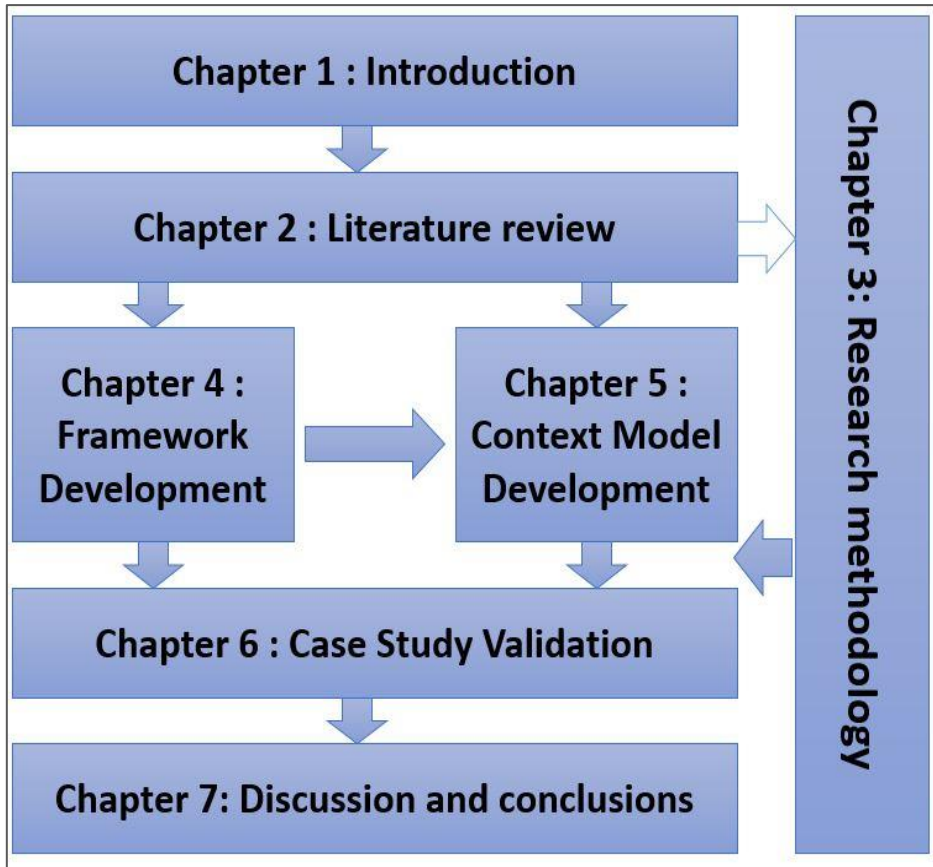 Chapter 1 : Introduction
Chapter 2 : Literature review
Chapter 3: Research methodology
Chapter 4 :
Framework
Development
Chapter 5 :
Context Model
Development
Chapter 6 : Case Study Validation
Chapter 7: Discussion and conclusions